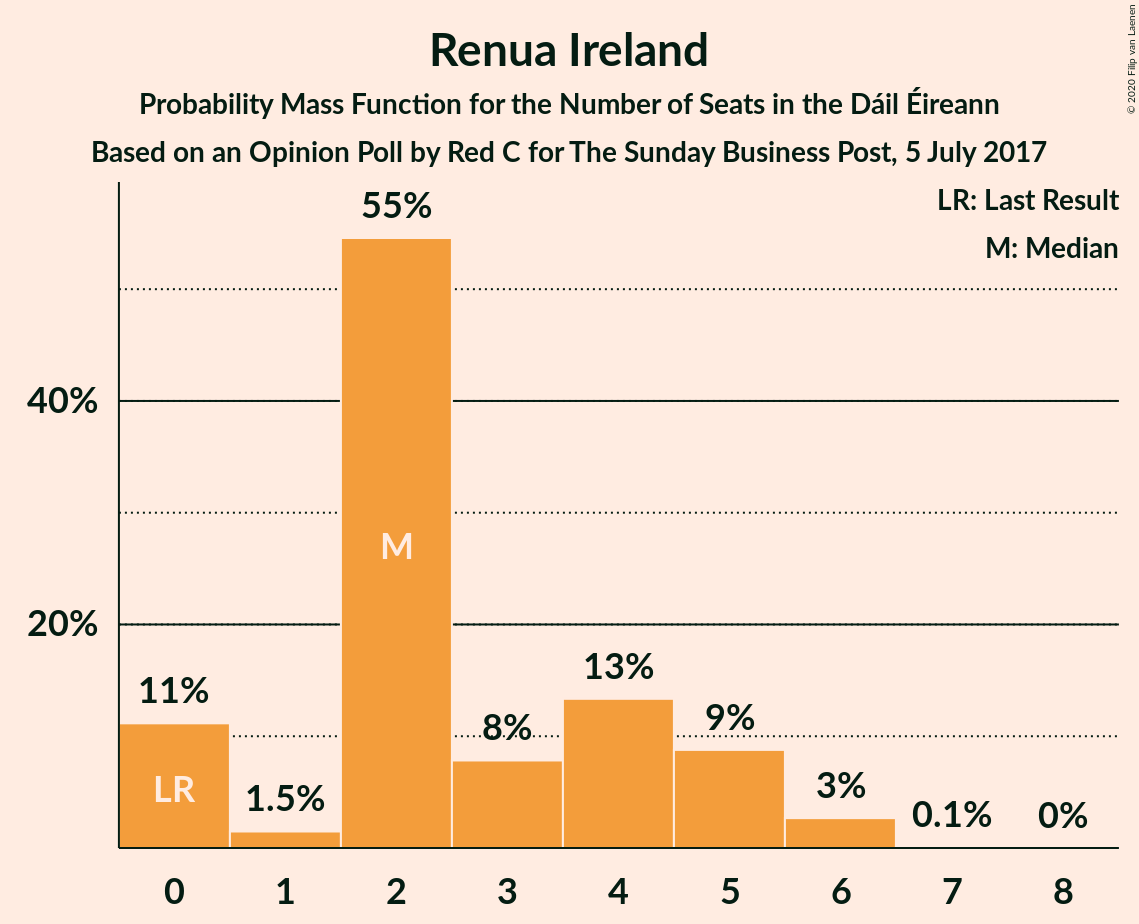 Renua Ireland
Probability Mass Function for the Number of Seats in the Dáil Éireann
Based on an Opinion Poll by Red C for The Sunday Business Post, 5 July 2017
© 2020 Filip van Laenen
LR: Last Result
M: Median
55%
40%
M
20%
11%
LR
1.5%
8%
13%
9%
3%
0.1%
0%
0 1 2 3 4 5 6 7 8